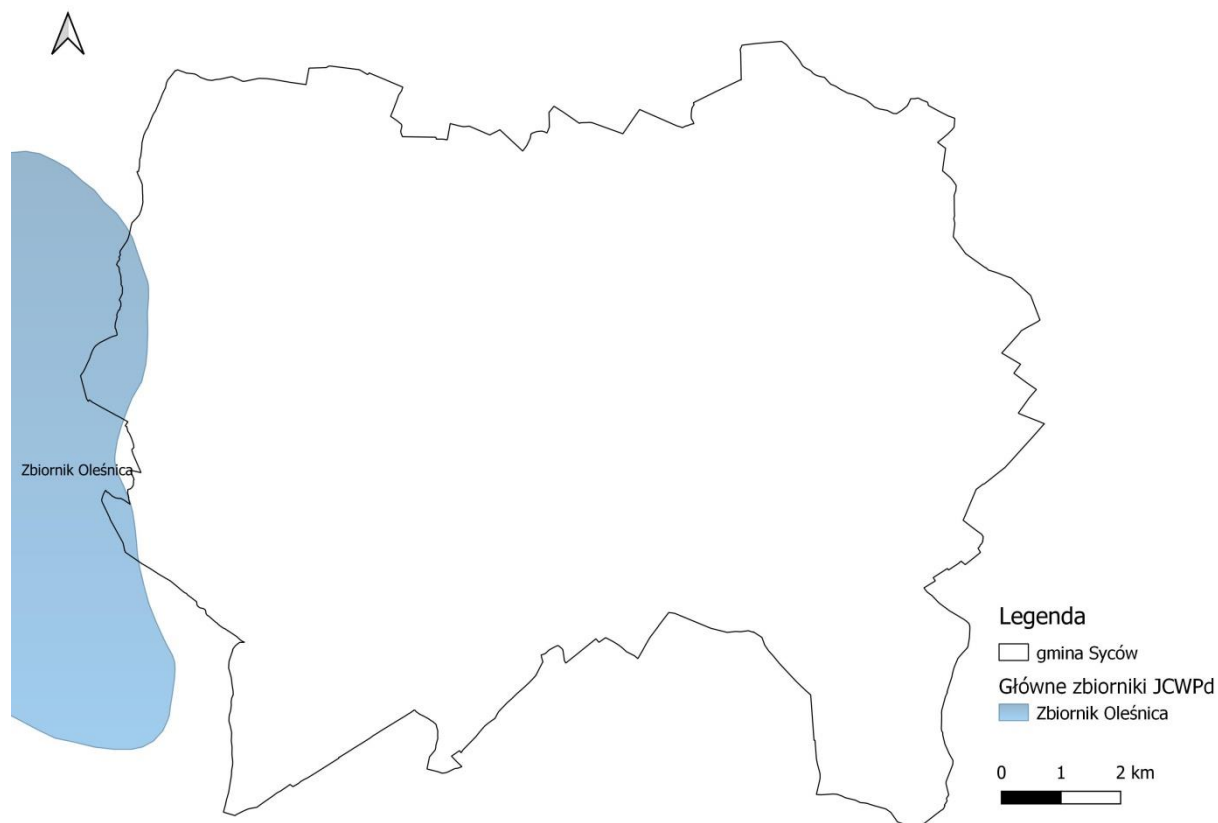 Zbiornik Oleśnica
Legenda
gmina Syców
Główne zbiorniki JCWPd
Zbiornik Oleśnica
0 1 2 km